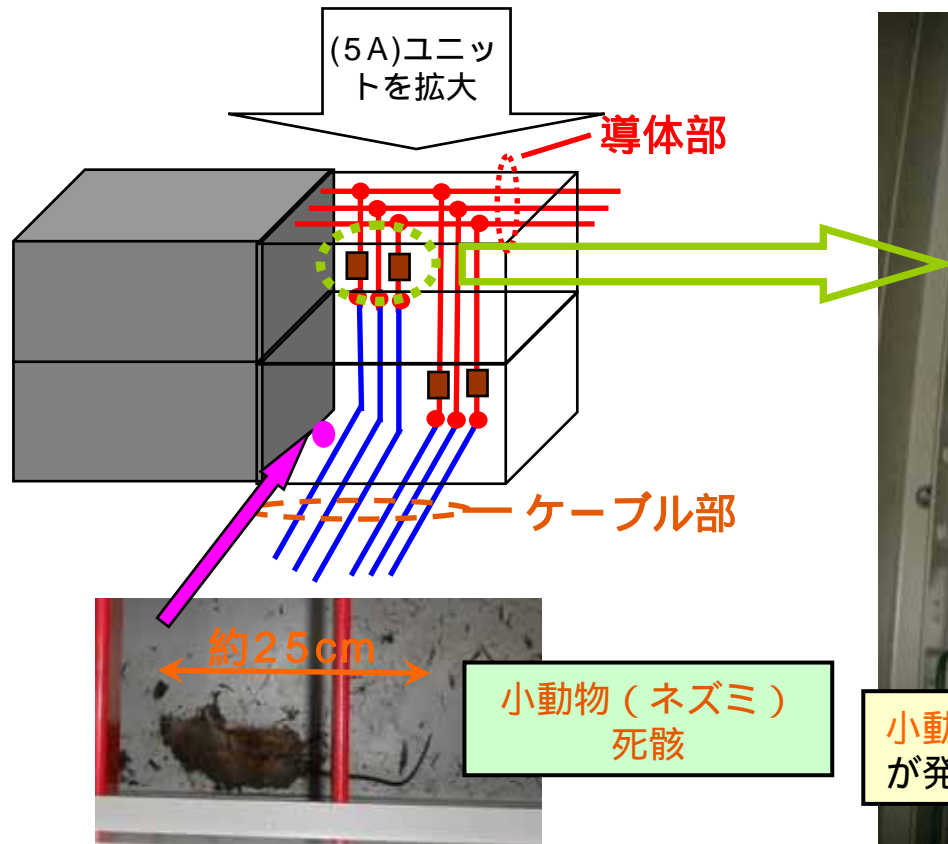 (5A)ユニッ
トを拡大
導体部
ケーブル部
約25cm
小動物(ネズミ)
死骸
小動
が発